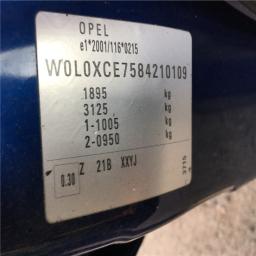 OPEL
e1*2001/116*0215
W0L0XCE7584210109
1895 kg
3125 kg
1-1005 kg
2-0950 kg
0.30 Z 21B XXYJ
3715